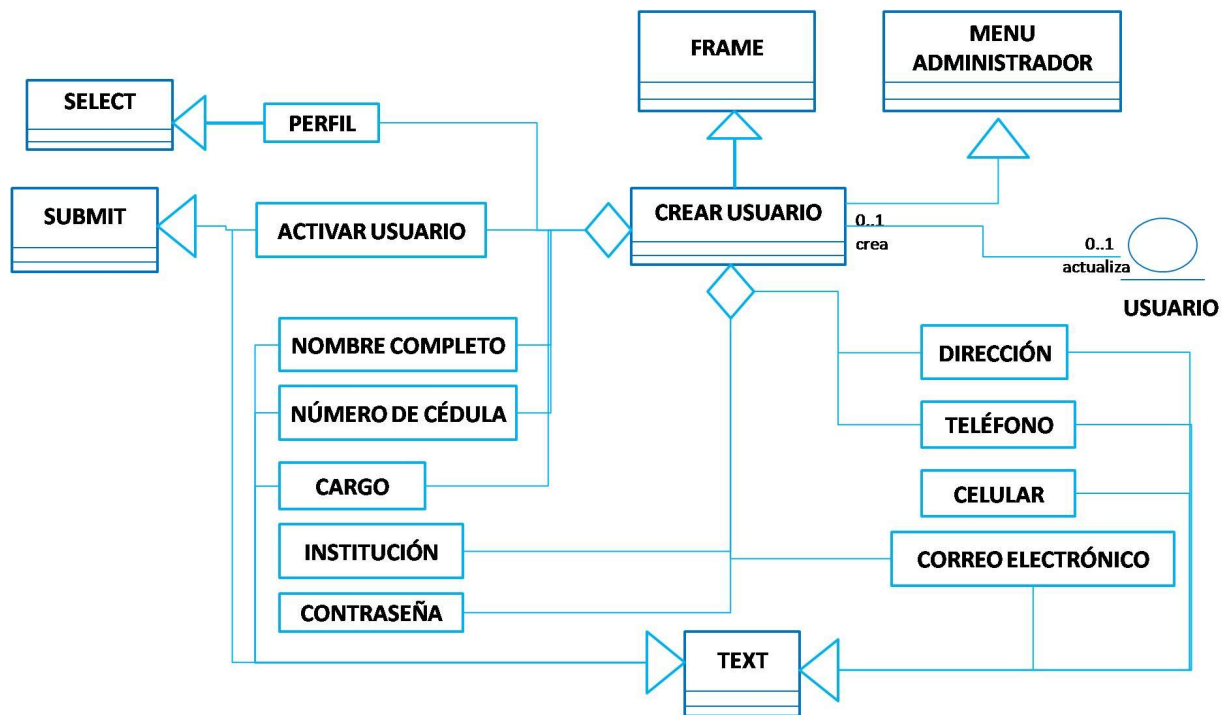 FRAME
MENU
ADMINISTRADOR
SELECT
PERFIL
SUBMIT
ACTIVAR USUARIO
CREAR USUARIO
0..1
crea
0..1
actualiza
USUARIO
NOMBRE COMPLETO
DIRECCIÓN
NÚMERO DE CÉDULA
TELÉFONO
CARGO
CELULAR
INSTITUCIÓN
CORREO ELECTRÓNICO
CONTRASEÑA
TEXT